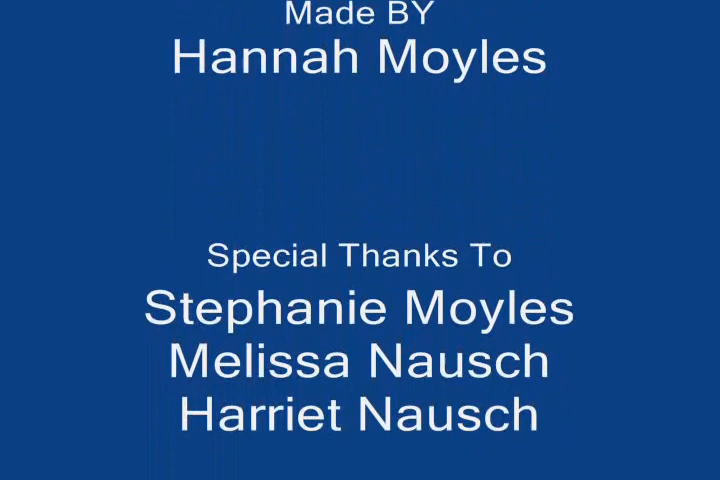 Made BY
Hannah Moyles
Special Thanks To
Stephanie Moyles
Melissa Nausch
Harriet Nausch